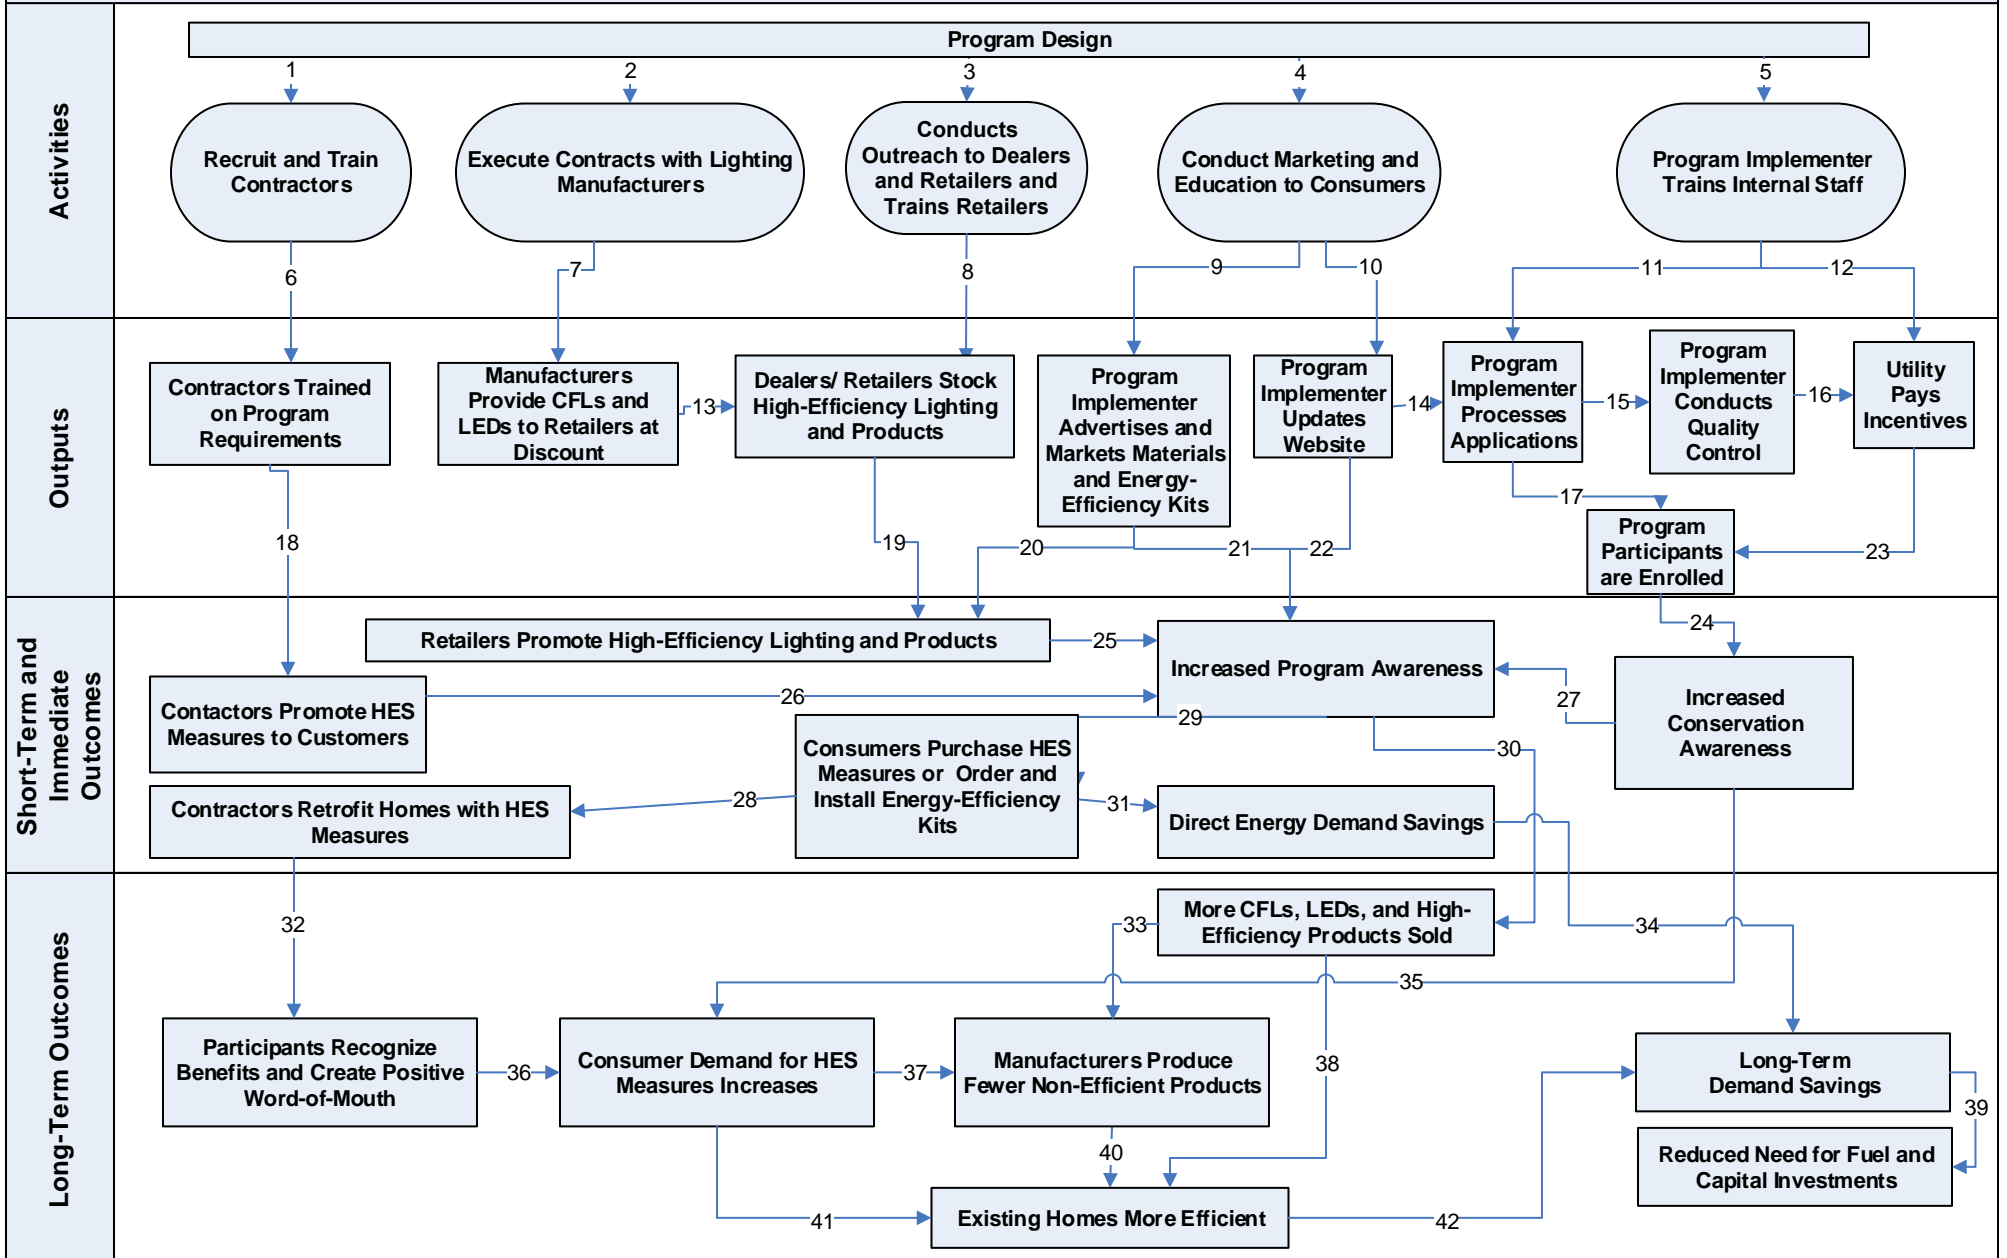 Program Design
1
2
3
4
5
Activities
Recruit and Train
Contractors
Execute Contracts with Lighting
Manufacturers
Conducts
Outreach to Dealers
and Retailers and
Trains Retailers
Conduct Marketing and
Education to Consumers
Program Implementer
Trains Internal Staff
6
7
8
9
10
11
12
Outputs
Contractors Trained
on Program
Requirements
Manufacturers
Provide CFLs and
LEDs to Retailers at
Discount
13
Dealers/ Retailers Stock
High-Efficiency Lighting
and Products
Program
Implementer
Advertises and
Markets Materials
and Energy-
Efficiency Kits
Program
Implementer
Updates
Website
14
Program
Implementer
Processes
Applications
15
Program
Implementer
Conducts
Quality
Control
16
Utility
Pays
Incentives
17
Program
Participants
are Enrolled
18
19
20
21
22
23
24
Short-Term and
Immediate
Outcomes
Retailers Promote High-Efficiency Lighting and Products
25
Increased Program Awareness
Contactors Promote HES
Measures to Customers
26
27
Increased
Conservation
Awareness
29
30
Consumers Purchase HES
Measures or Order and
Install Energy-Efficiency
Kits
Contractors Retrofit Homes with HES
Measures
28
31
Direct Energy Demand Savings
Long-Term Outcomes
32
33
More CFLs, LEDs, and High-
Efficiency Products Sold
34
35
Participants Recognize
Benefits and Create Positive
Word-of-Mouth
36
Consumer Demand for HES
Measures Increases
37
Manufacturers Produce
Fewer Non-Efficient Products
38
Long-Term
Demand Savings
39
40
Reduced Need for Fuel and
Capital Investments
41
Existing Homes More Efficient
42